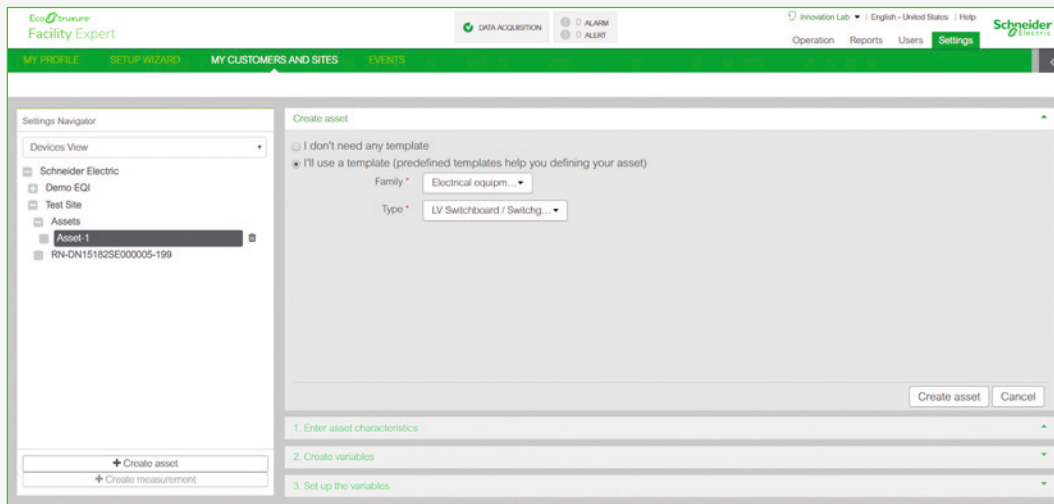 EcoStruxure
Facility Expert
DATA ACQUISITION
0 ALARM
0 ALERT
Innovation Lab | English - United States | Help
Operation Reports Users Settings
Schneider
Electric
MY PROFILE SETUP WIZARD MY CUSTOMERS AND SITES EVENTS
Settings Navigator
Devices View
Schneider Electric
Demo EQI
Test Site
Assets
Asset-1
RN-DN15182SE000005-199
+ Create asset
+ Create measurement
Create asset
I don't need any template
I'll use a template (predefined templates help you defining your asset)
Family * Electrical equipm...
Type * LV Switchboard / Switchg...
Create asset Cancel
1. Enter asset characteristics
2. Create variables
3. Set up the variables